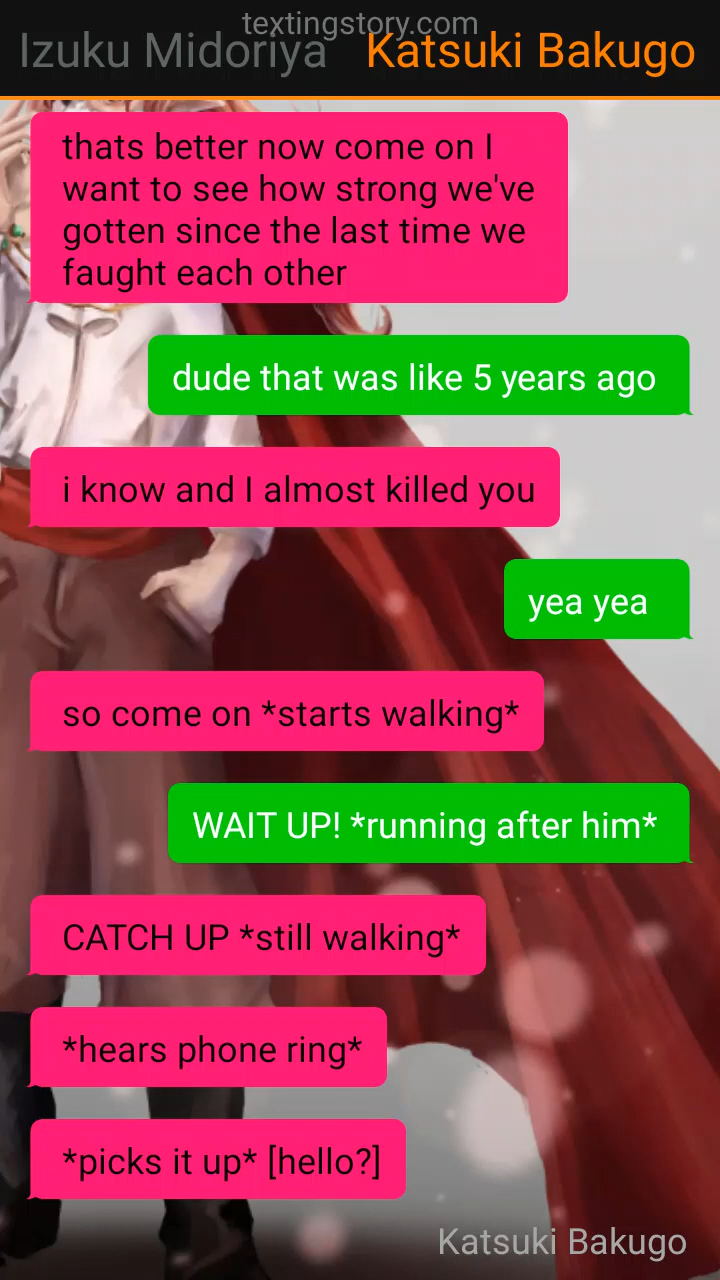 textingstory.com
Izuku Midoriya Katsuki Bakugo
thats better now come on I
want to see how strong we've
gotten since the last time we
faught each other
dude that was like 5 years ago
i know and I almost killed you
yea yea
so come on *starts walking*
WAIT UP! *running after him*
CATCH UP *still walking*
*hears phone ring*
*picks it up* [hello?]
Katsuki Bakugo